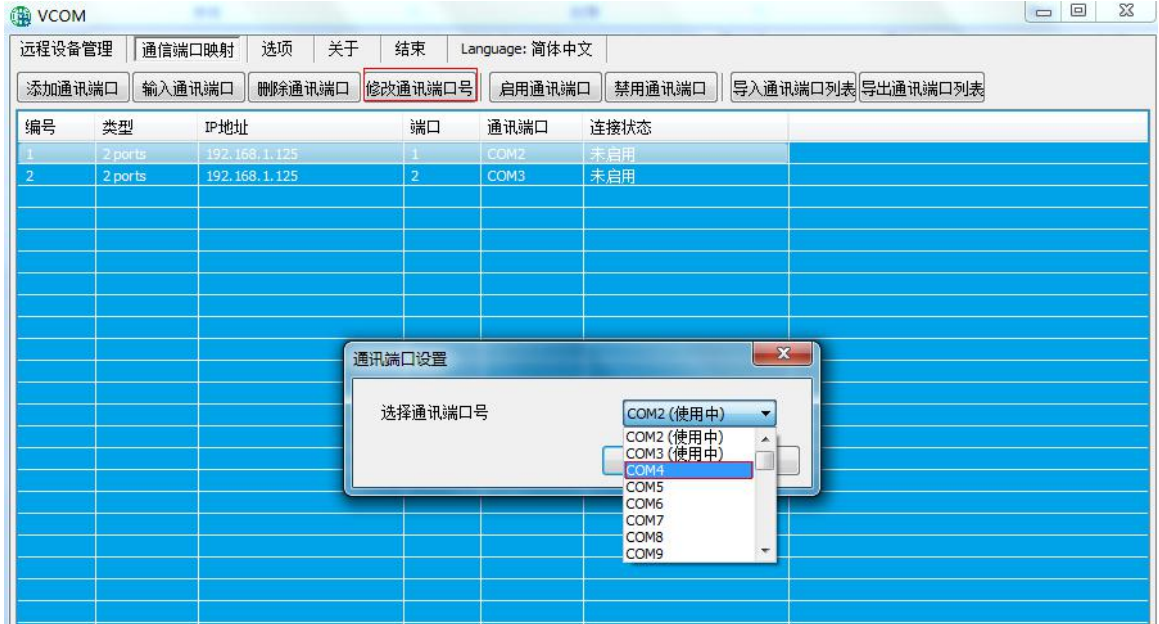 VCOM
远程设备管理 通信端口映射 选项 关于 结束 Language: 简体中文
添加通讯端口 输入通讯端口 删除通讯端口 修改通讯端口号 启用通讯端口 禁用通讯端口 导入通讯端口列表 导出通讯端口列表
编号 类型 IP地址 端口 通讯端口 连接状态
1 2 ports 192.168.1.125 1 COM2 未启用
2 2 ports 192.168.1.125 2 COM3 未启用
通讯端口设置
选择通讯端口号 COM2 (使用中)
COM2 (使用中)
COM3 (使用中)
COM4
COM5
COM6
COM7
COM8
COM9